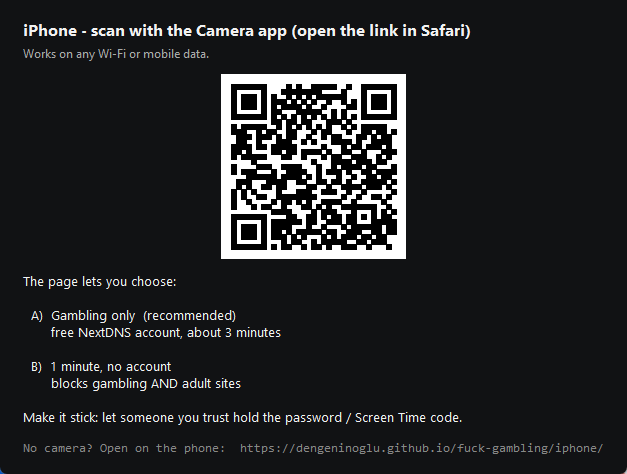 iPhone - scan with the Camera app (open the link in Safari)
Works on any Wi-Fi or mobile data.
The page lets you choose:
A) Gambling only (recommended)
free NextDNS account, about 3 minutes
B) 1 minute, no account
blocks gambling AND adult sites
Make it stick: let someone you trust hold the password / Screen Time code.
No camera? Open on the phone: https://dengeninoglu.github.io/fuck-gambling/iphone/